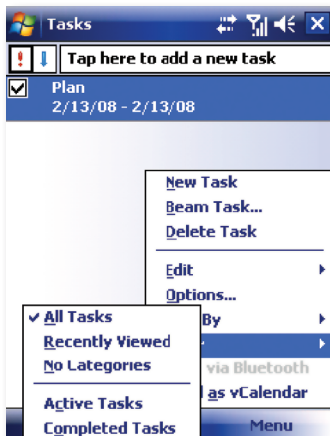 Tasks
! Tap here to add a new task
Plan
2/13/08 - 2/13/08
New Task
Beam Task...
Delete Task
Edit
Options...
By
via Bluetooth
as vCalendar
All Tasks
Recently Viewed
No Categories
Active Tasks
Completed Tasks
Menu